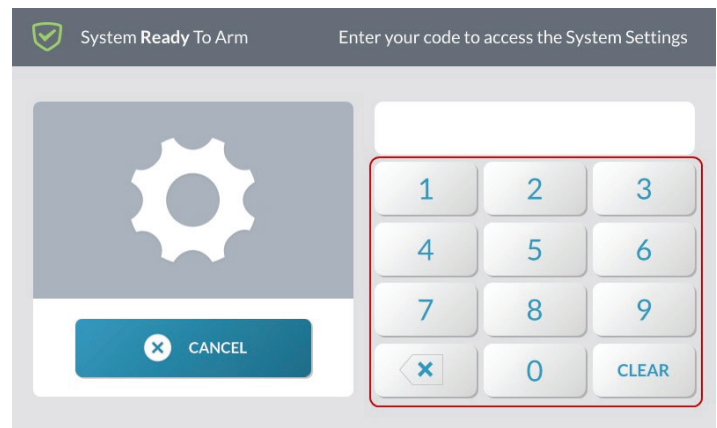 System Ready To Arm
Enter your code to access the System Settings
1 2 3
4 5 6
7 8 9
0 CLEAR
CANCEL